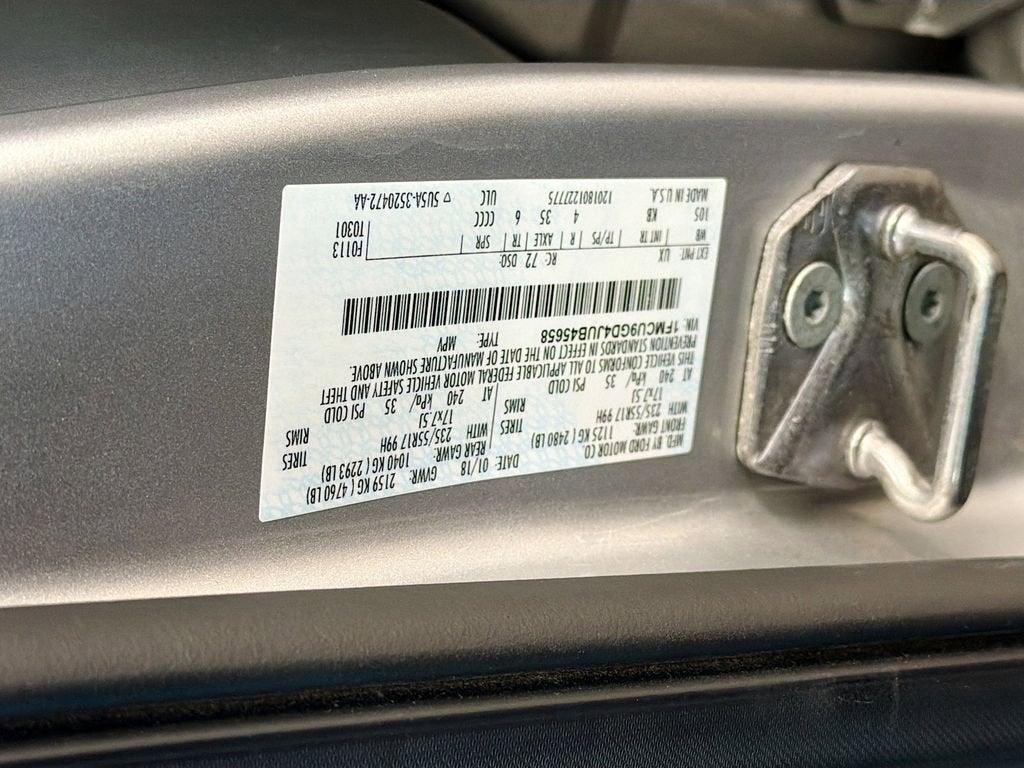 MFD. BY FORD MOTOR CO.
DATE: 01/18 GVWR: 2159 KG ( 4760 LB)
FRONT GAWR: REAR GAWR:
1125 KG ( 2480 LB) 1040 KG ( 2293 LB)
WITH 235/55R17 99H TIRES WITH 235/55R17 99H TIRES
17x7.5J RIMS 17x7.5J RIMS
AT 240 kPa/ 35 PSI COLD AT 240 kPa/ 35 PSI COLD
THIS VEHICLE CONFORMS TO ALL APPLICABLE FEDERAL MOTOR VEHICLE SAFETY AND THEFT
PREVENTION STANDARDS IN EFFECT ON THE DATE OF MANUFACTURE SHOWN ABOVE
VIN: 1FMCU9GD4JUB45658 TYPE: MPV
EXT PNT: UX RC: 72 DSO: F0113
WB INT TR TP/PS R AXLE TR SPR T0301
105 KB 4 35 6 CCCC
MADE IN U.S.A. 120180122775 ULC ▽ 5U5A-3520472-AA